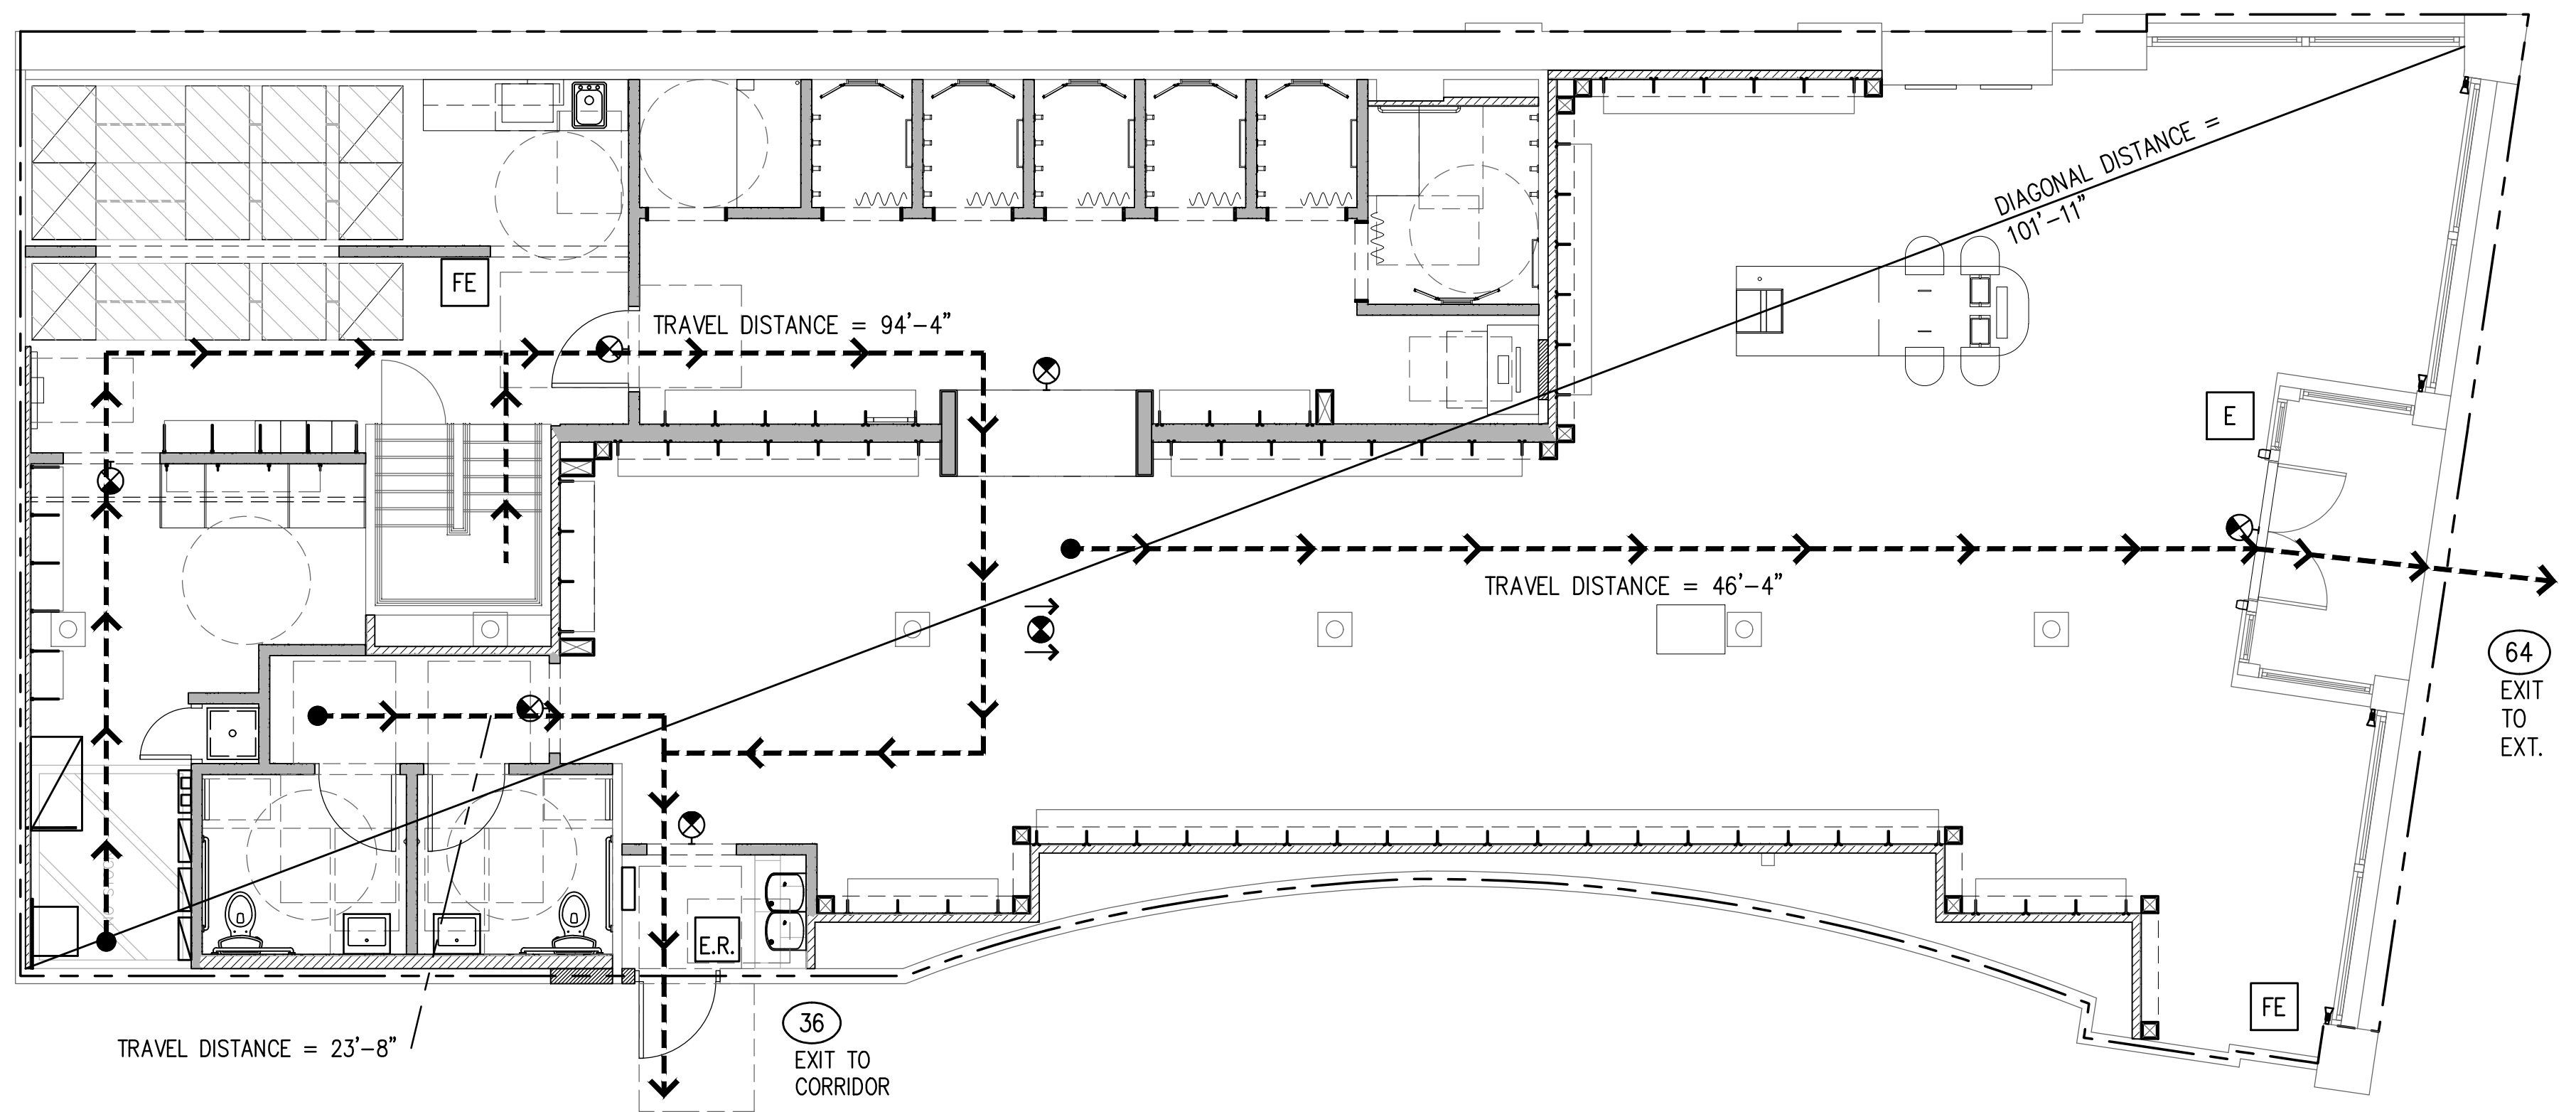 DIAGONAL DISTANCE =
101'-11"
FE
TRAVEL DISTANCE = 94'-4"
E
TRAVEL DISTANCE = 46'-4"
64
EXIT
TO
EXT.
E.R.
FE
36
EXIT TO
CORRIDOR
TRAVEL DISTANCE = 23'-8"